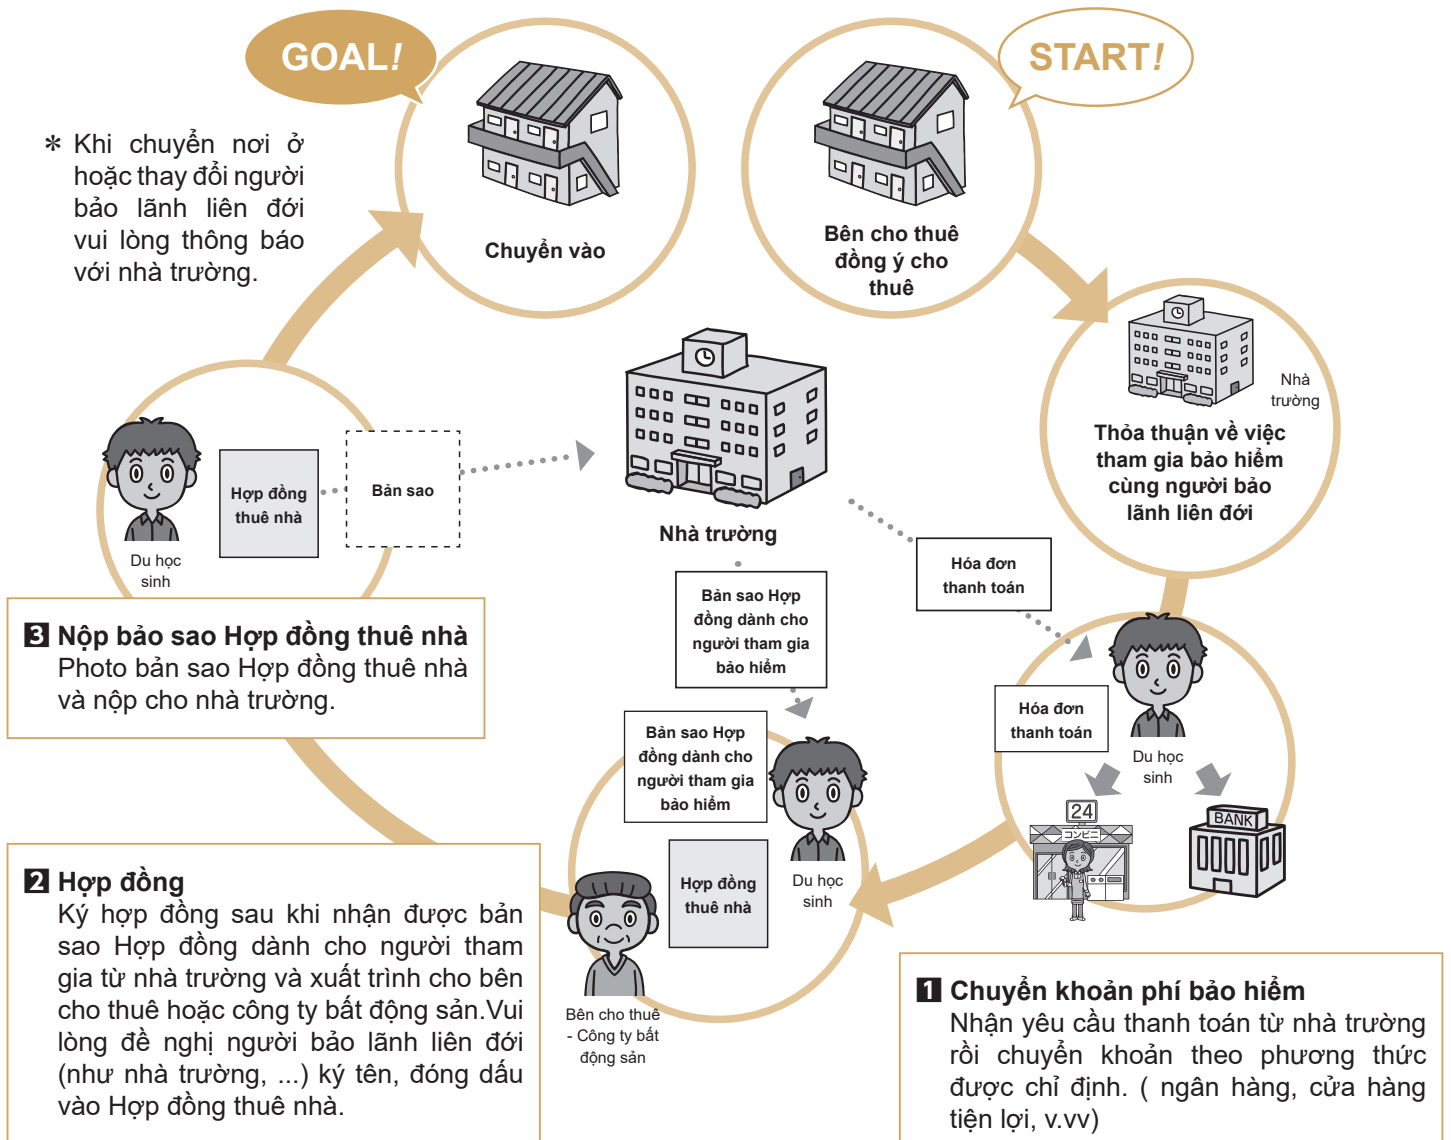 GOAL!
START!
* Khi chuyển nơi ở
hoặc thay đổi người
bảo lãnh liên đới
vui lòng thông báo
với nhà trường.
Chuyển vào
Bên cho thuê
đồng ý cho
thuê
Nhà
trường
Thỏa thuận về việc
tham gia bảo hiểm
cùng người bảo
lãnh liên đới
Du học
sinh
Hợp đồng
thuê nhà
Bản sao
Nhà trường
Hóa đơn
thanh toán
Bản sao Hợp
đồng dành cho
người tham gia
bảo hiểm
Hóa đơn
thanh toán
Du học
sinh
24
コンビニ
BANK
3 Nộp bảo sao Hợp đồng thuê nhà
Photo bản sao Hợp đồng thuê nhà
và nộp cho nhà trường.
Bản sao Hợp
đồng dành cho
người tham gia
bảo hiểm
Hợp đồng
thuê nhà
Du học
sinh
Bên cho thuê
- Công ty bất
động sản
2 Hợp đồng
Ký hợp đồng sau khi nhận được bản
sao Hợp đồng dành cho người tham
gia từ nhà trường và xuất trình cho bên
cho thuê hoặc công ty bất động sản.Vui
lòng đề nghị người bảo lãnh liên đới
(như nhà trường, ...) ký tên, đóng dấu
vào Hợp đồng thuê nhà.
1 Chuyển khoản phí bảo hiểm
Nhận yêu cầu thanh toán từ nhà trường
rồi chuyển khoản theo phương thức
được chỉ định. ( ngân hàng, cửa hàng
tiện lợi, v.vv)